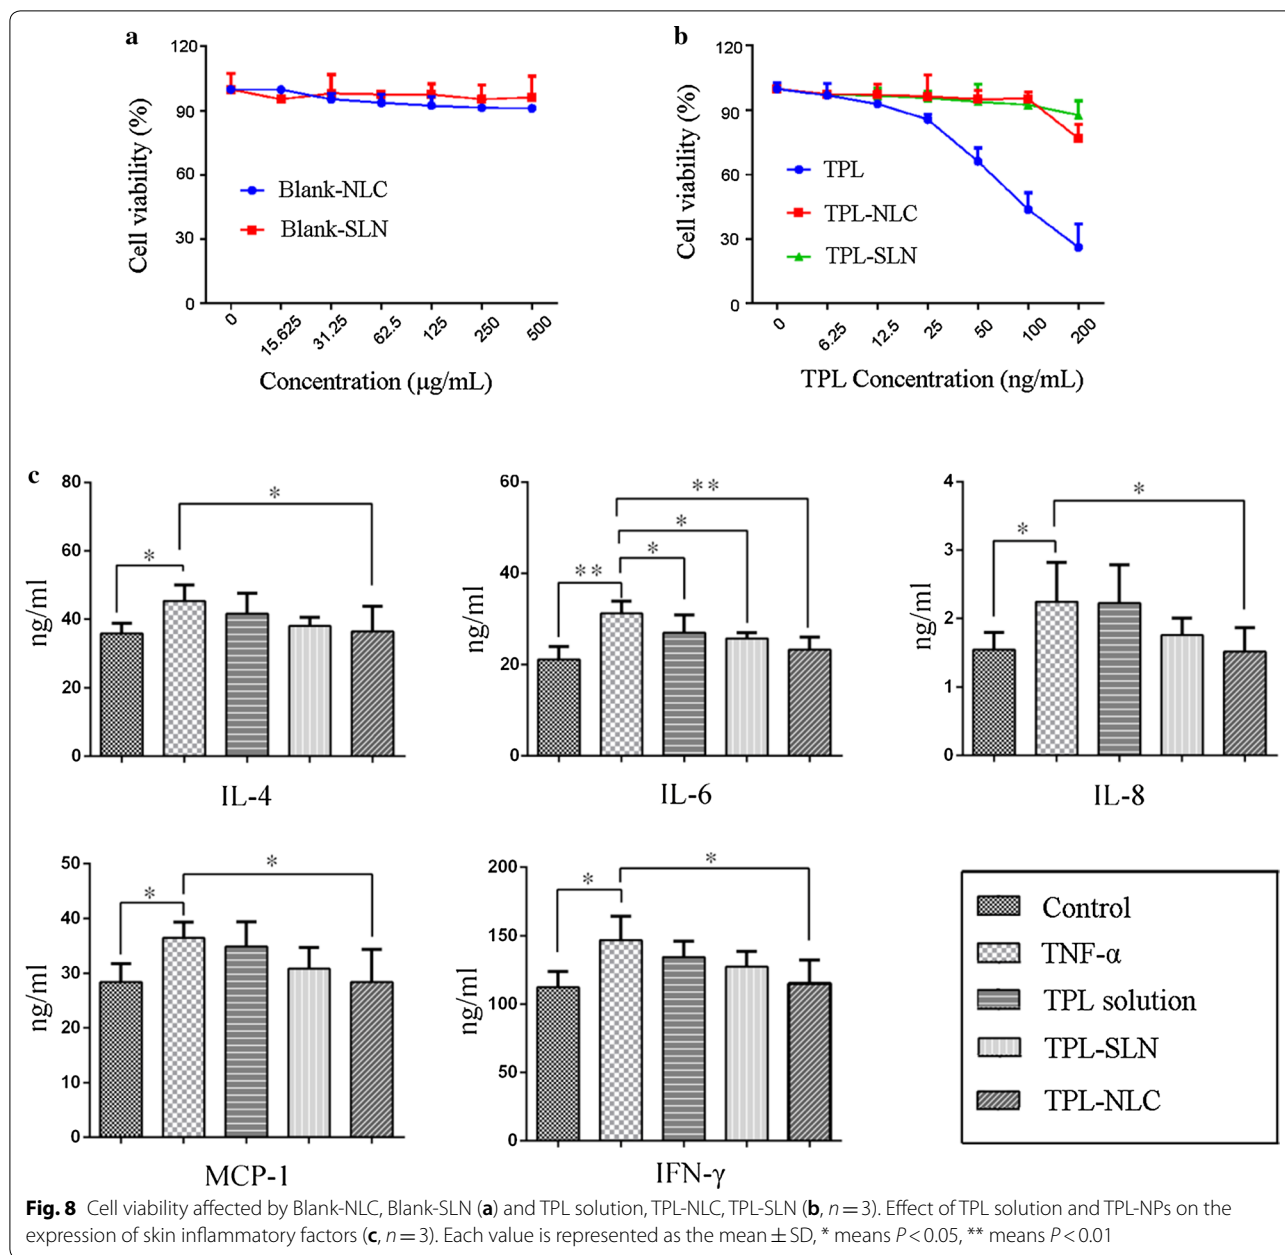 a
120
90
60
30
0
Cell viability (%)
Blank-NLC
Blank-SLN
0
15.625
31.25
62.5
125
250
500
Concentration (μg/mL)
b
120
90
60
30
0
Cell viability (%)
TPL
TPL-NLC
TPL-SLN
0
6.25
12.5
25
50
100
200
TPL Concentration (ng/mL)
c
80
60
40
20
0
ng/ml
*
*
IL-4
60
40
20
0
ng/ml
**
*
*
**
IL-6
4
3
2
1
0
ng/ml
*
*
IL-8
50
40
30
20
10
0
ng/ml
*
*
MCP-1
200
150
100
50
0
ng/ml
*
*
IFN-γ
Control
TNF-α
TPL solution
TPL-SLN
TPL-NLC
Fig. 8 Cell viability affected by Blank-NLC, Blank-SLN (a) and TPL solution, TPL-NLC, TPL-SLN (b, n = 3). Effect of TPL solution and TPL-NPs on the
expression of skin inflammatory factors (c, n = 3). Each value is represented as the mean ± SD, * means P < 0.05, ** means P < 0.01